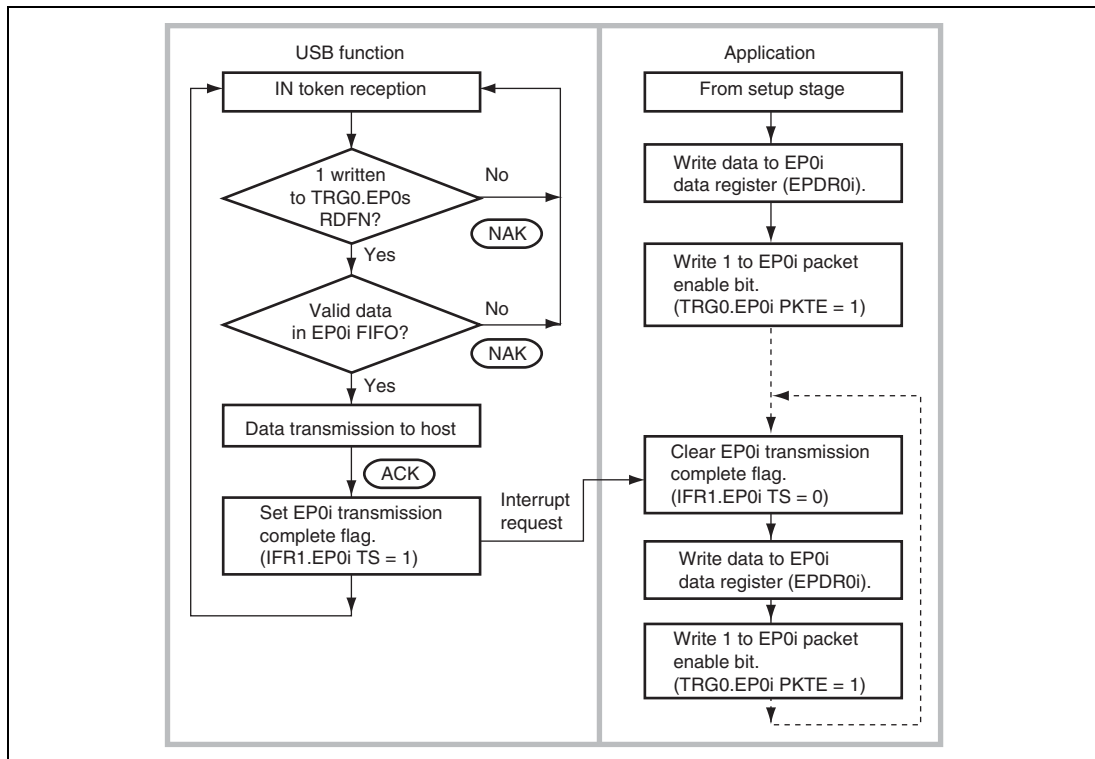 USB function
IN token reception
1 written
to TRG0.EP0s
RDFN?
No
NAK
Yes
Valid data
in EP0i FIFO?
No
NAK
Yes
Data transmission to host
ACK
Set EP0i transmission
complete flag.
(IFR1.EP0i TS = 1)
Interrupt
request
Application
From setup stage
Write data to EP0i
data register (EPDR0i).
Write 1 to EP0i packet
enable bit.
(TRG0.EP0i PKTE = 1)
Clear EP0i transmission
complete flag.
(IFR1.EP0i TS = 0)
Write data to EP0i
data register (EPDR0i).
Write 1 to EP0i packet
enable bit.
(TRG0.EP0i PKTE = 1)